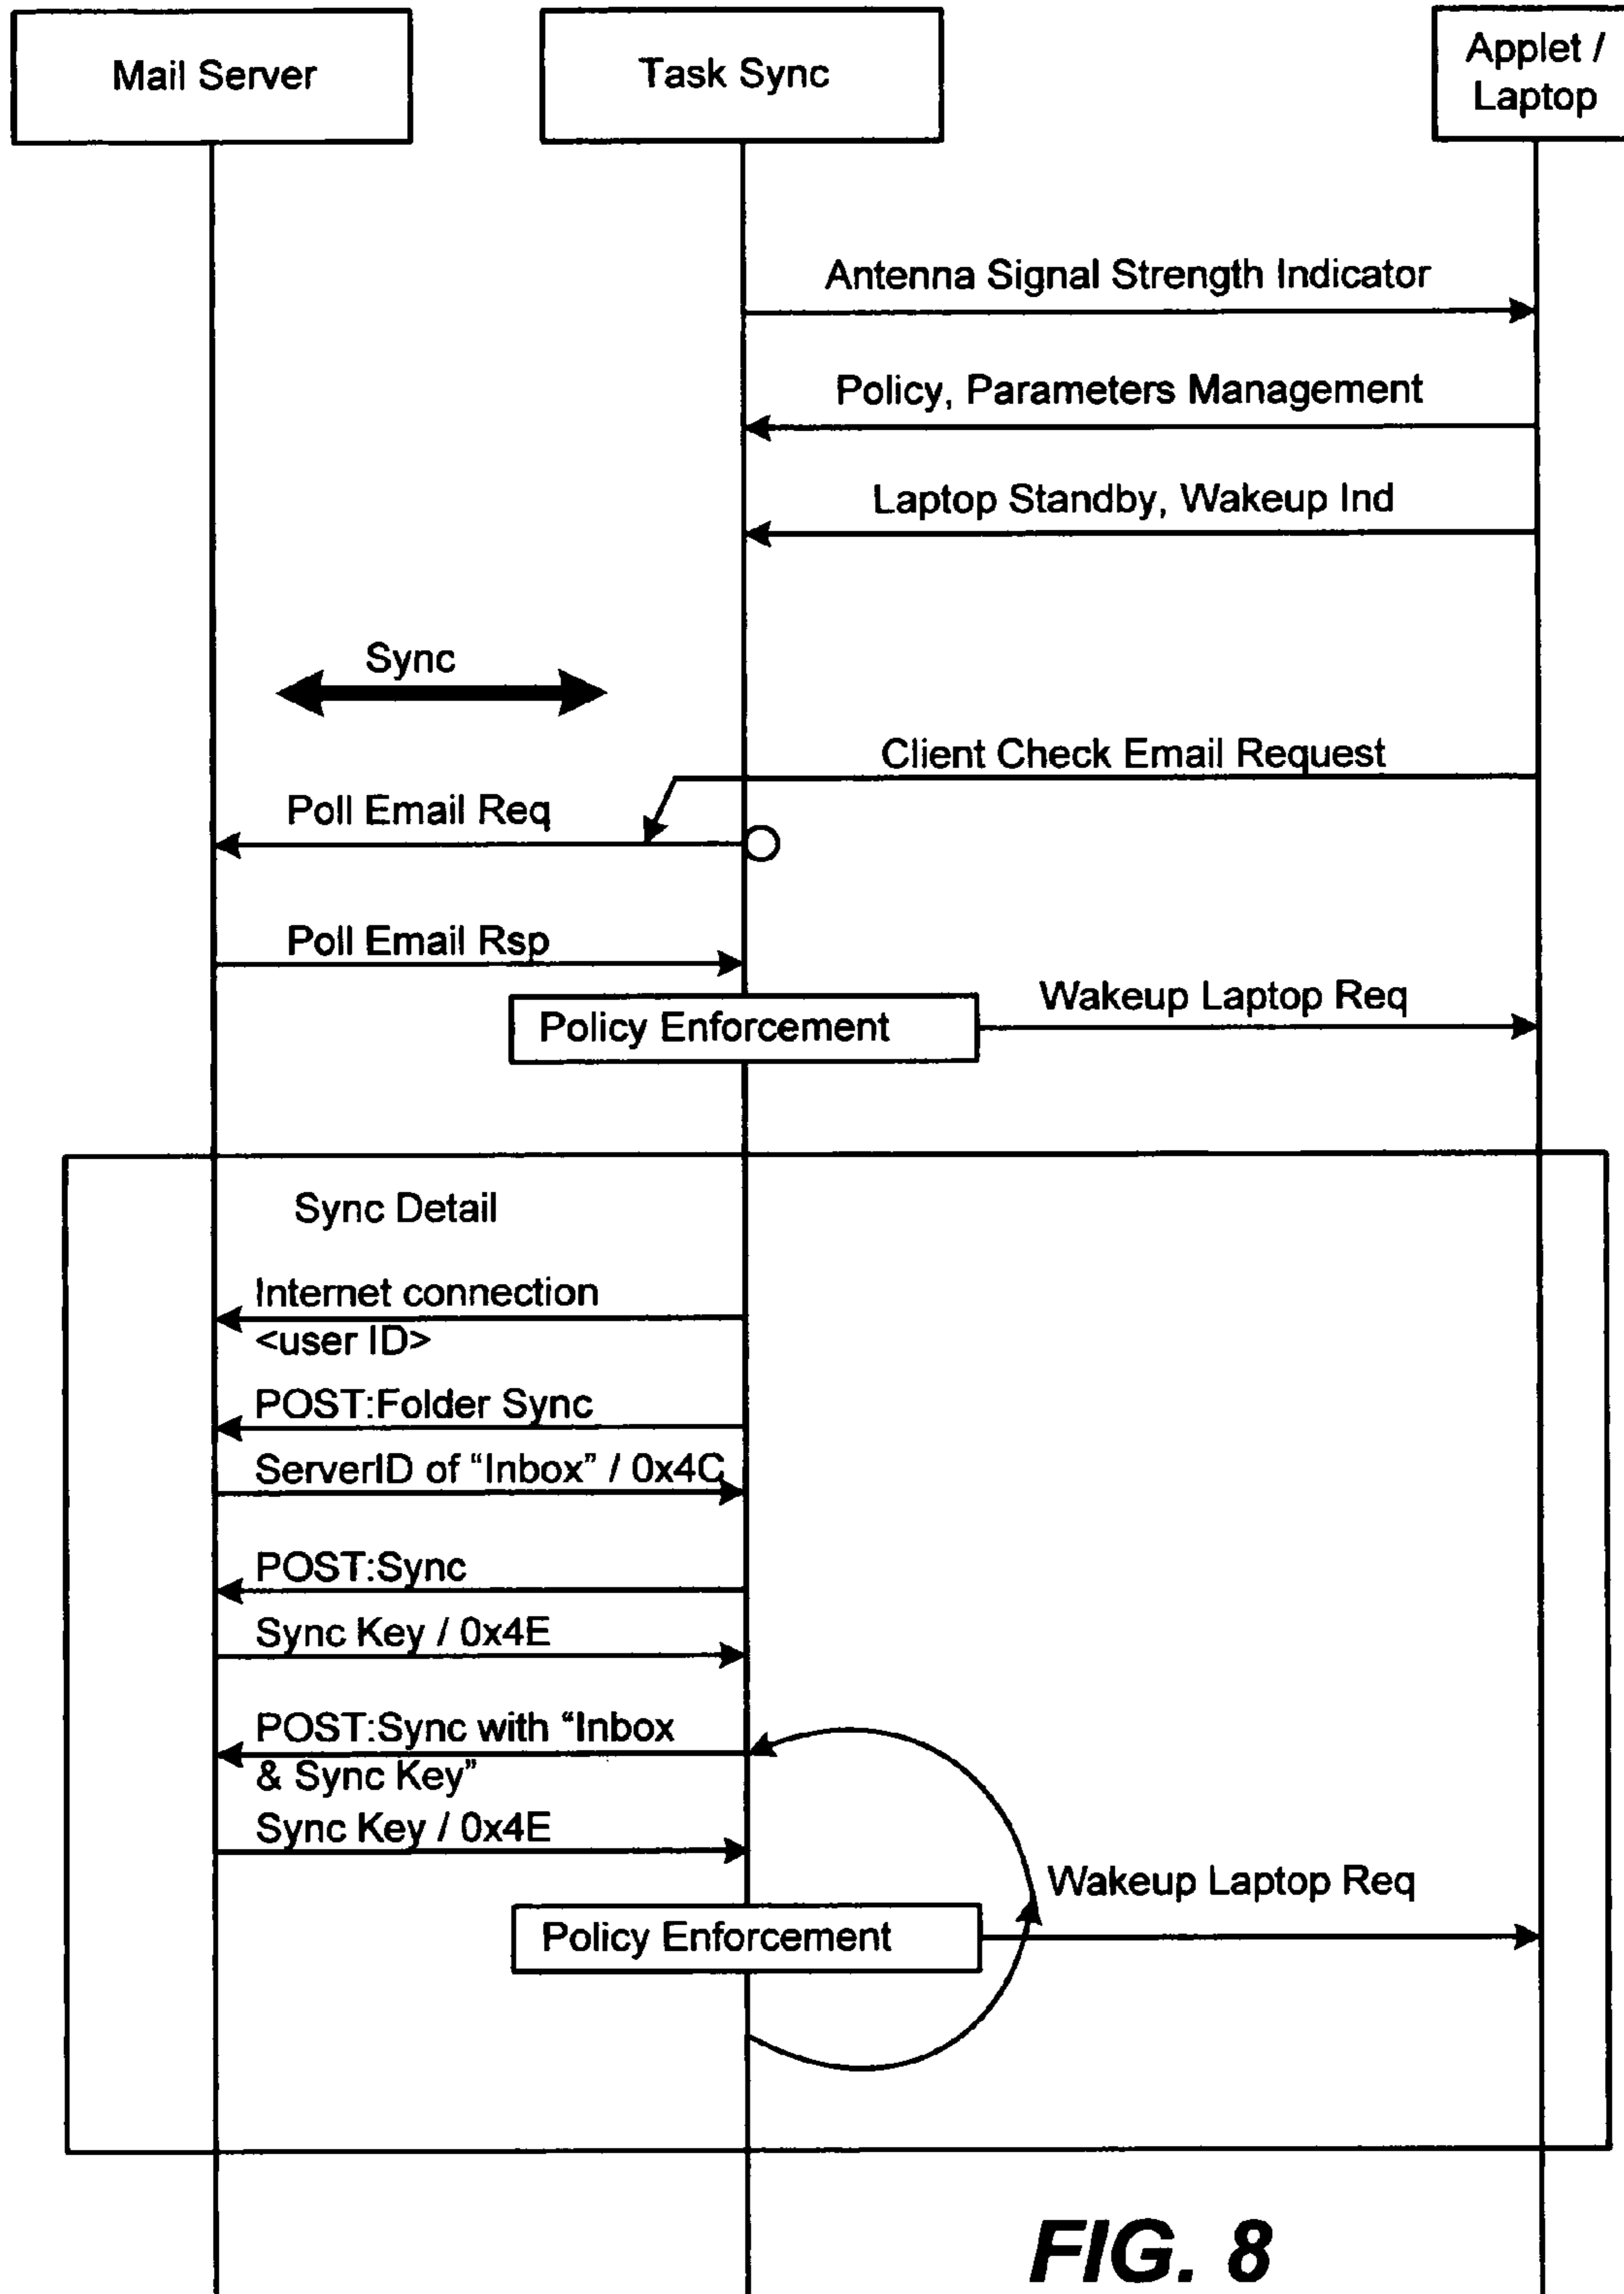 Mail Server
Task Sync
Applet /
Laptop
Antenna Signal Strength Indicator
Policy, Parameters Management
Laptop Standby, Wakeup Ind
Sync
Client Check Email Request
Poll Email Req
Poll Email Rsp
Wakeup Laptop Req
Policy Enforcement
Sync Detail
Internet connection
<user ID>
POST:Folder Sync
ServerID of “Inbox” / 0x4C
POST:Sync
Sync Key / 0x4E
POST:Sync with “Inbox
& Sync Key”
Sync Key / 0x4E
Wakeup Laptop Req
Policy Enforcement
FIG. 8